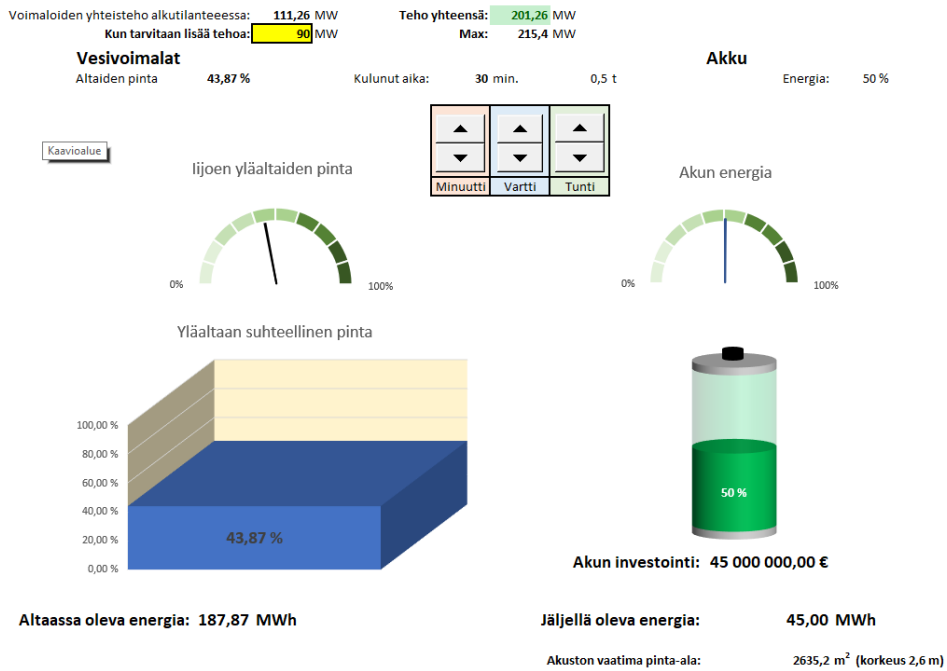 Voimaloiden yhteisteho alkutilanteeessa: 111,26 MW Teho yhteensä: 201,26 MW
Kun tarvitaan lisää tehoa: 90 MW Max: 215,4 MW
Vesivoimalat Akku
Altaiden pinta 43,87 % Kulunut aika: 30 min. 0,5 t Energia: 50 %
Kaavioalue
Minuutti Vartti Tunti
Iijoen yläaltaiden pinta Akun energia
0% 100% 0% 100%
Yläaltaan suhteellinen pinta
100,00 %
80,00 %
60,00 %
40,00 %
20,00 %
0,00 %
43,87 %
50 %
Akun investointi: 45 000 000,00 €
Altaassa oleva energia: 187,87 MWh Jäljellä oleva energia: 45,00 MWh
Akuston vaatima pinta-ala: 2635,2 m² (korkeus 2,6 m)